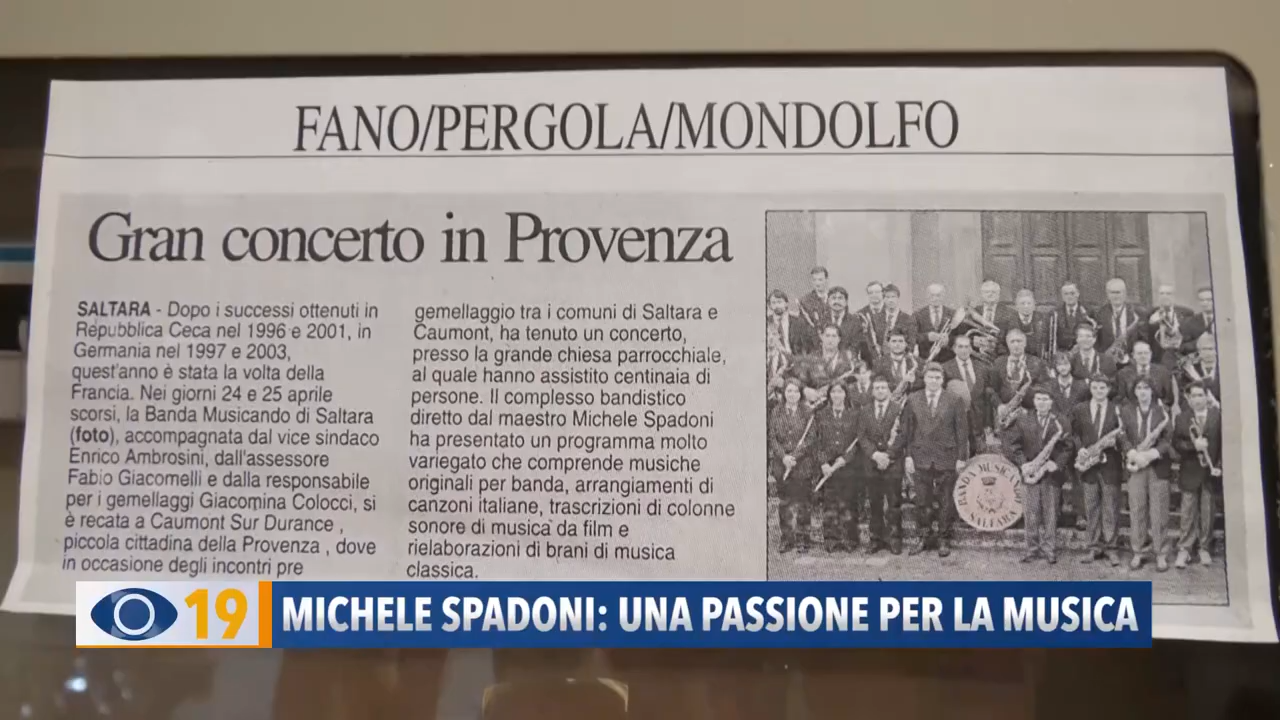 FANO/PERGOLA/MONDOLFO
Gran concerto in Provenza
SALTARA - Dopo i successi ottenuti in
Repubblica Ceca nel 1996 e 2001, in
Germania nel 1997 e 2003,
quest'anno è stata la volta della
Francia. Nei giorni 24 e 25 aprile
scorsi, la Banda Musicando di Saltara
(foto), accompagnata dal vice sindaco
Enrico Ambrosini, dall'assessore
Fabio Giacomelli e dalla responsabile
per i gemellaggi Giacomina Colocci, si
è recata a Caumont Sur Durance ,
piccola cittadina della Provenza , dove
in occasione degli incontri pre
gemellaggio tra i comuni di Saltara e
Caumont, ha tenuto un concerto,
presso la grande chiesa parrocchiale,
al quale hanno assistito centinaia di
persone. Il complesso bandistico
diretto dal maestro Michele Spadoni
ha presentato un programma molto
variegato che comprende musiche
originali per banda, arrangiamenti di
canzoni italiane, trascrizioni di colonne
sonore di musica da film e
rielaborazioni di brani di musica
classica.
BANDA MUSICANDO
SALTARA
19 MICHELE SPADONI: UNA PASSIONE PER LA MUSICA